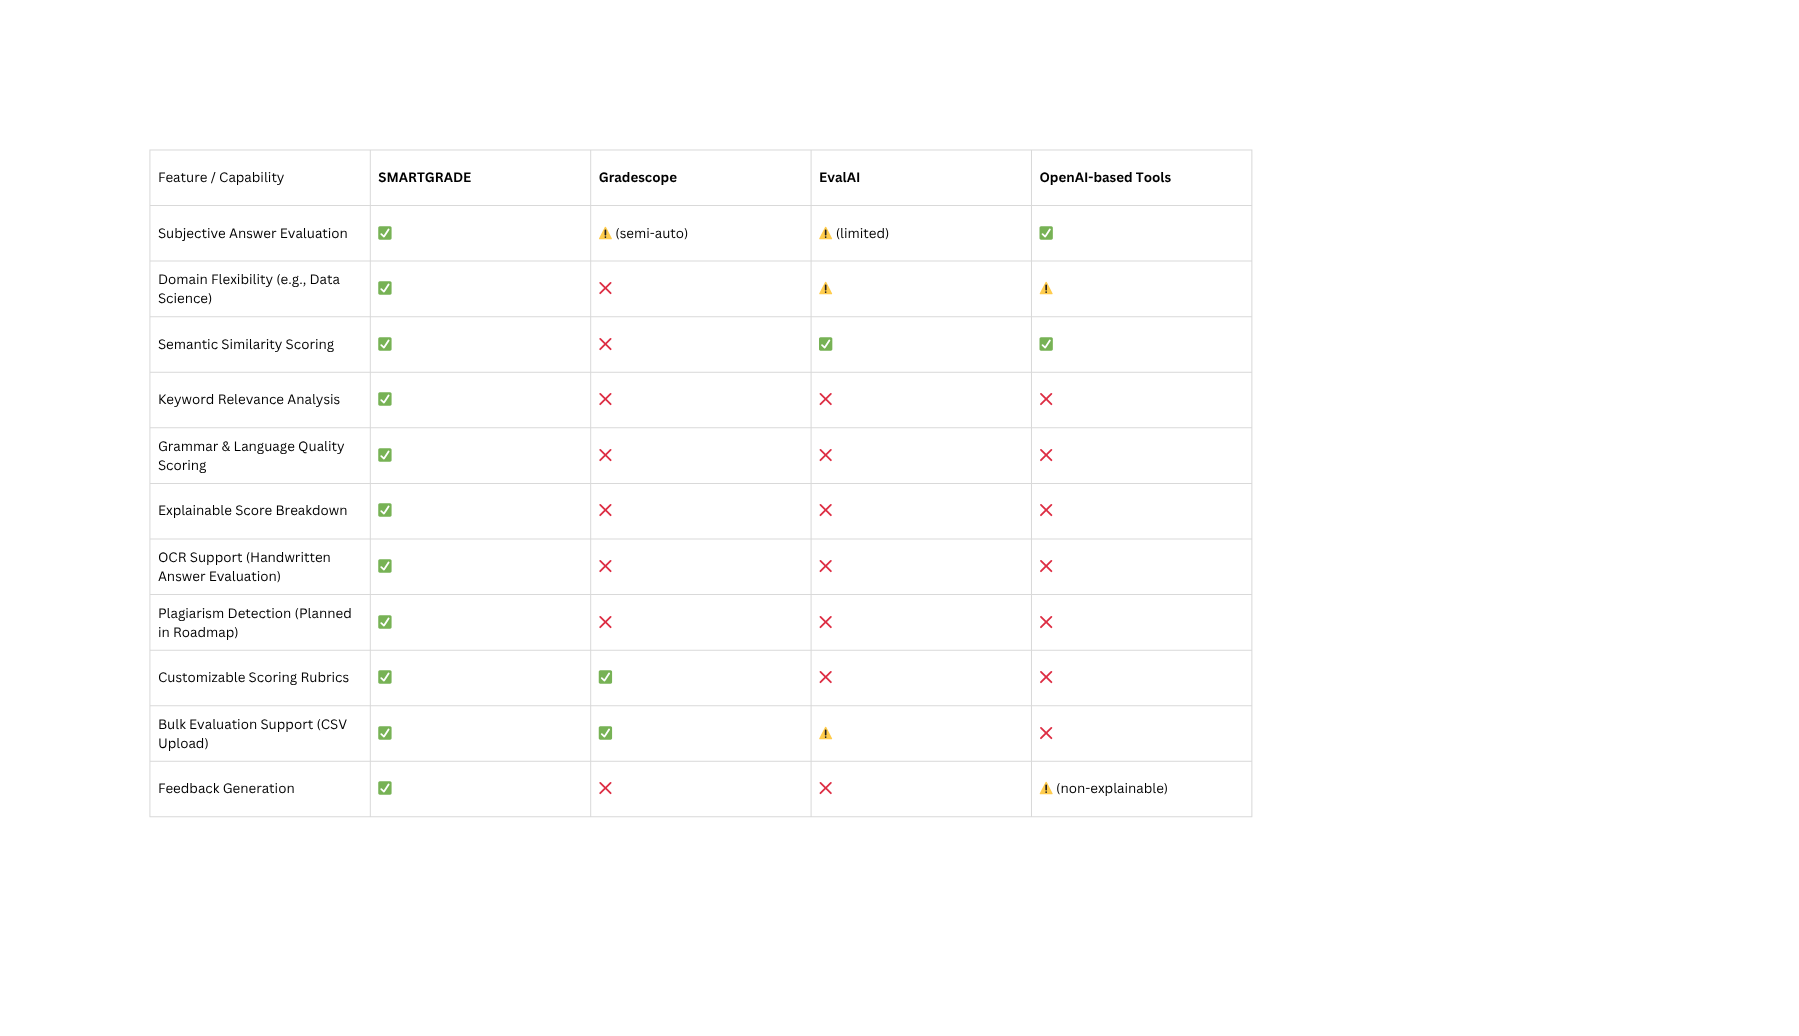 Feature / Capability SMARTGRADE Gradescope EvalAI OpenAI-based Tools
Subjective Answer Evaluation ✅ ⚠️ (semi-auto) ⚠️ (limited) ✅
Domain Flexibility (e.g., Data
Science) ✅ ❌ ⚠️ ⚠️
Semantic Similarity Scoring ✅ ❌ ✅ ✅
Keyword Relevance Analysis ✅ ❌ ❌ ❌
Grammar & Language Quality
Scoring ✅ ❌ ❌ ❌
Explainable Score Breakdown ✅ ❌ ❌ ❌
OCR Support (Handwritten
Answer Evaluation) ✅ ❌ ❌ ❌
Plagiarism Detection (Planned
in Roadmap) ✅ ❌ ❌ ❌
Customizable Scoring Rubrics ✅ ✅ ❌ ❌
Bulk Evaluation Support (CSV
Upload) ✅ ✅ ⚠️ ❌
Feedback Generation ✅ ❌ ❌ ⚠️ (non-explainable)